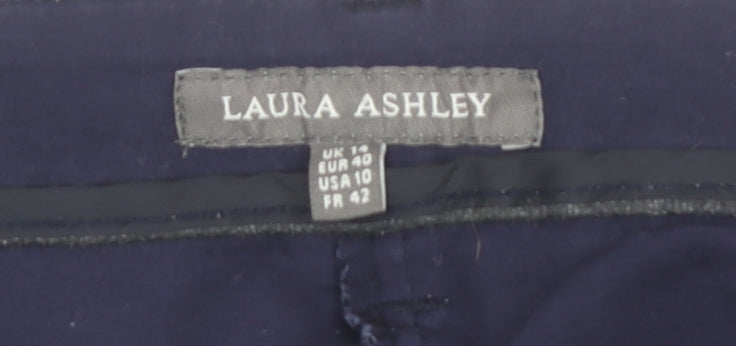 LAURA ASHLEY
UK 14
EUR 40
USA 10
FR 42